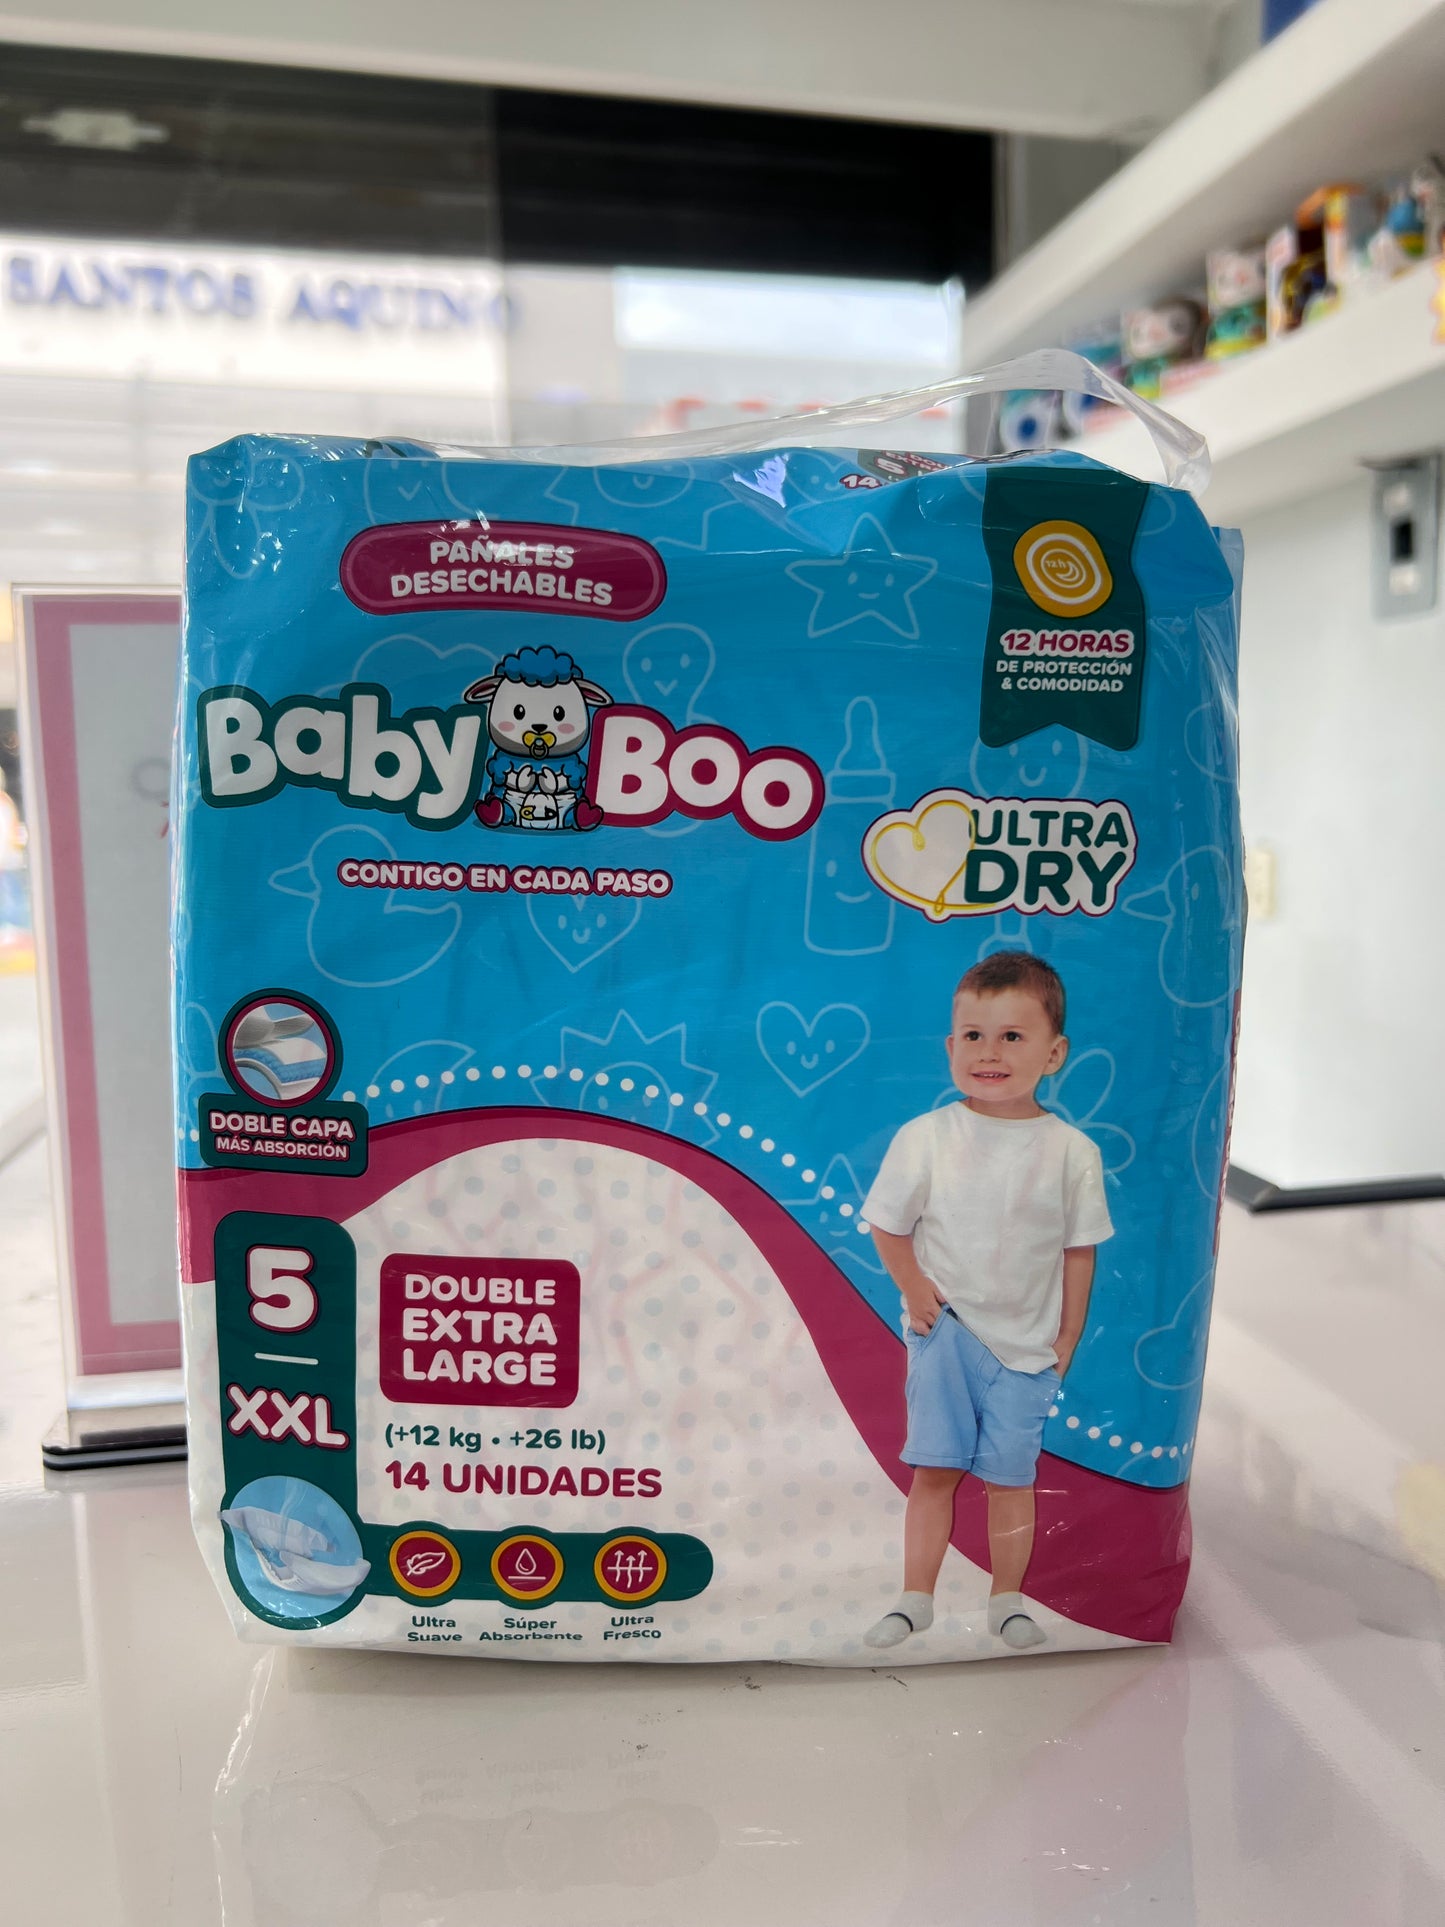 SANTOS AQUINO
14
PAÑALES
DESECHABLES
12 h
12 HORAS
DE PROTECCIÓN
& COMODIDAD
Baby Boo
CONTIGO EN CADA PASO
ULTRA
DRY
DOBLE CAPA
MÁS ABSORCIÓN
5
XXL
DOUBLE
EXTRA
LARGE
(+12 kg • +26 lb)
14 UNIDADES
Ultra
Suave
Súper
Absorbente
Ultra
Fresco